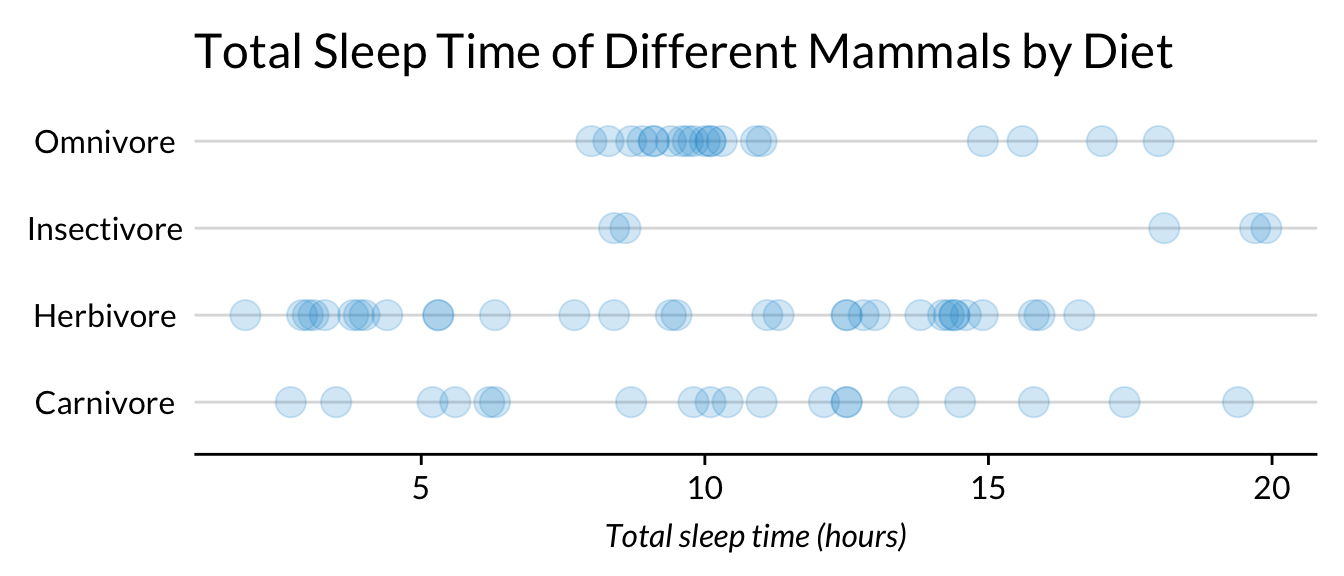 Total Sleep Time of Different Mammals by Diet
Omnivore
Insectivore
Herbivore
Carnivore
5 10 15 20
Total sleep time (hours)